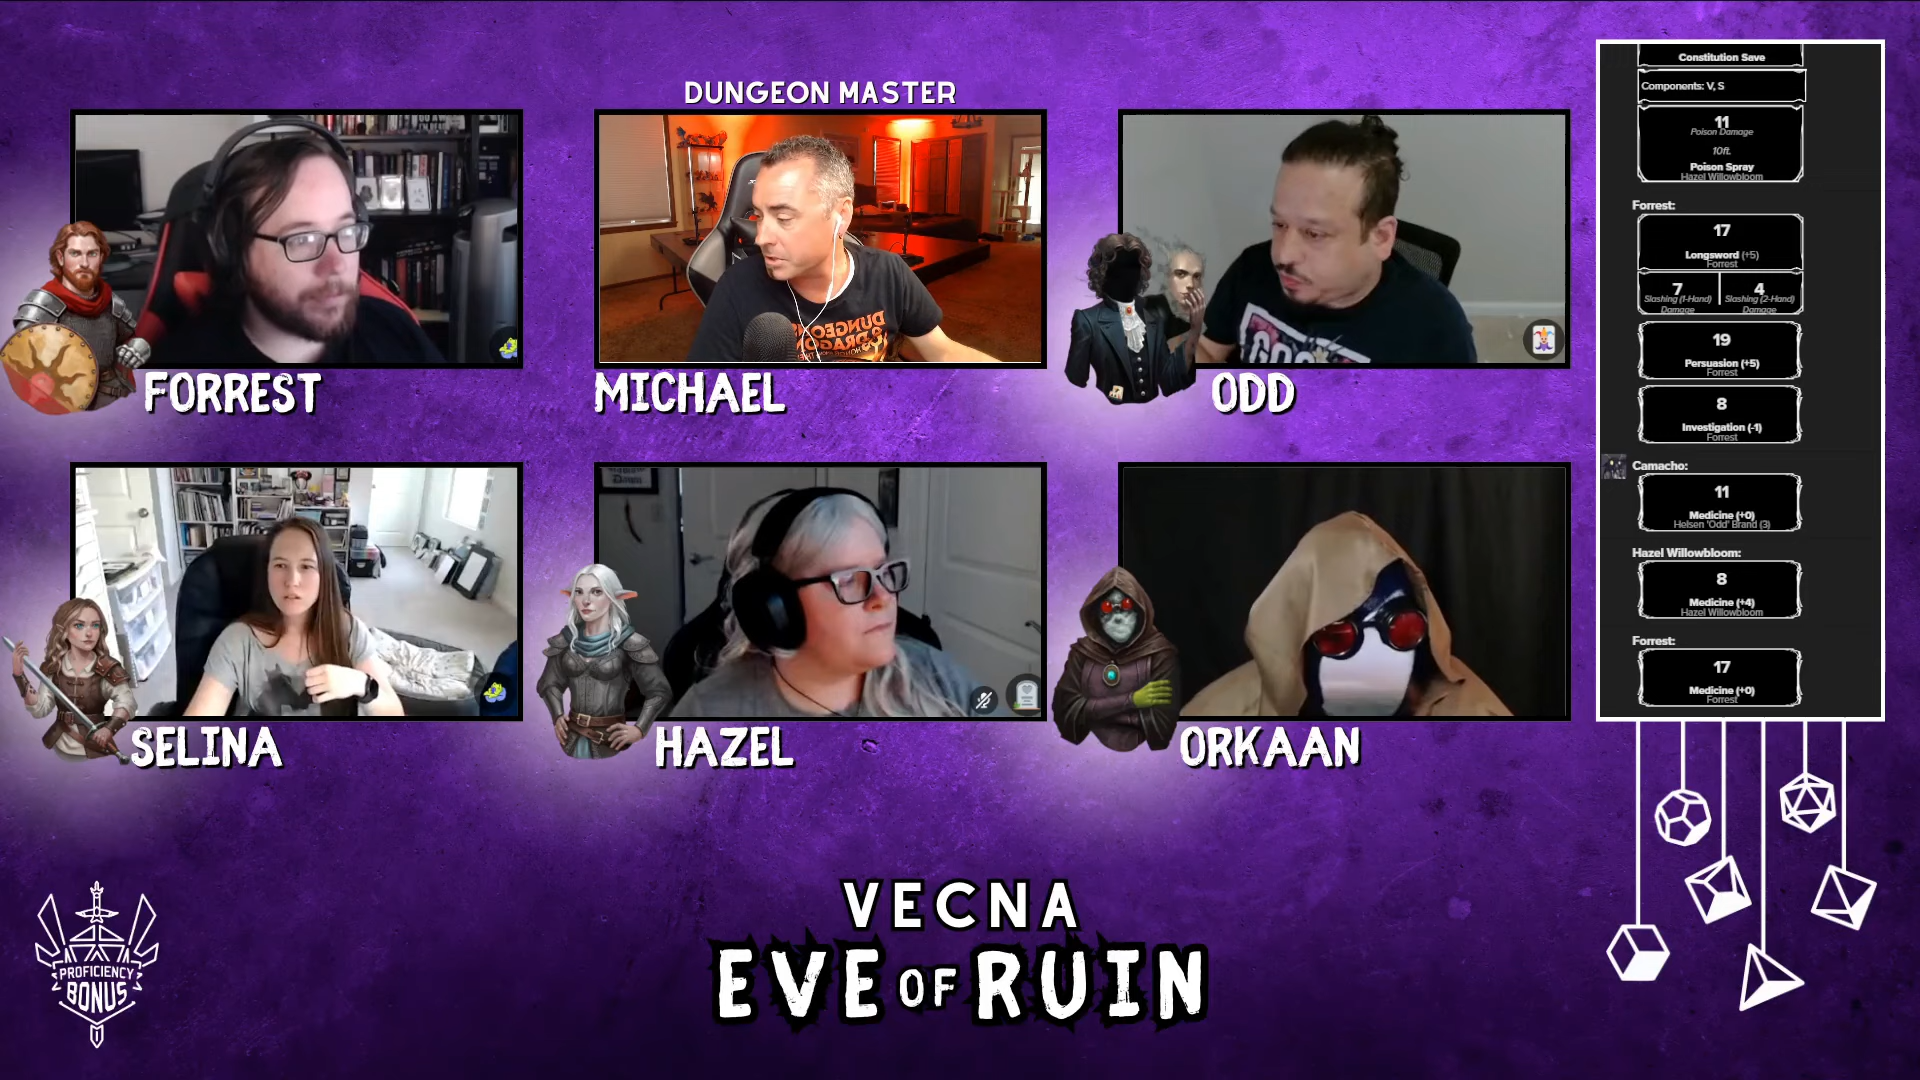 DUNGEON MASTER
FORREST
MICHAEL
ODD
SELINA
HAZEL
ORKAAN
Constitution Save
Components: V, S
11
Poison Damage
10ft.
Poison Spray
Hazel Willowbloom
Forrest:
17
Longsword (+5)
Forrest
7
Slashing (1-Hand)
Damage
4
Slashing (2-Hand)
Damage
19
Persuasion (+5)
Forrest
8
Investigation (-1)
Forrest
Camacho:
11
Medicine (+0)
Helsen 'Odd' Brand (3)
Hazel Willowbloom:
8
Medicine (+4)
Hazel Willowbloom
Forrest:
17
Medicine (+0)
Forrest
PROFICIENCY
BONUS
VECNA
EVE OF RUIN